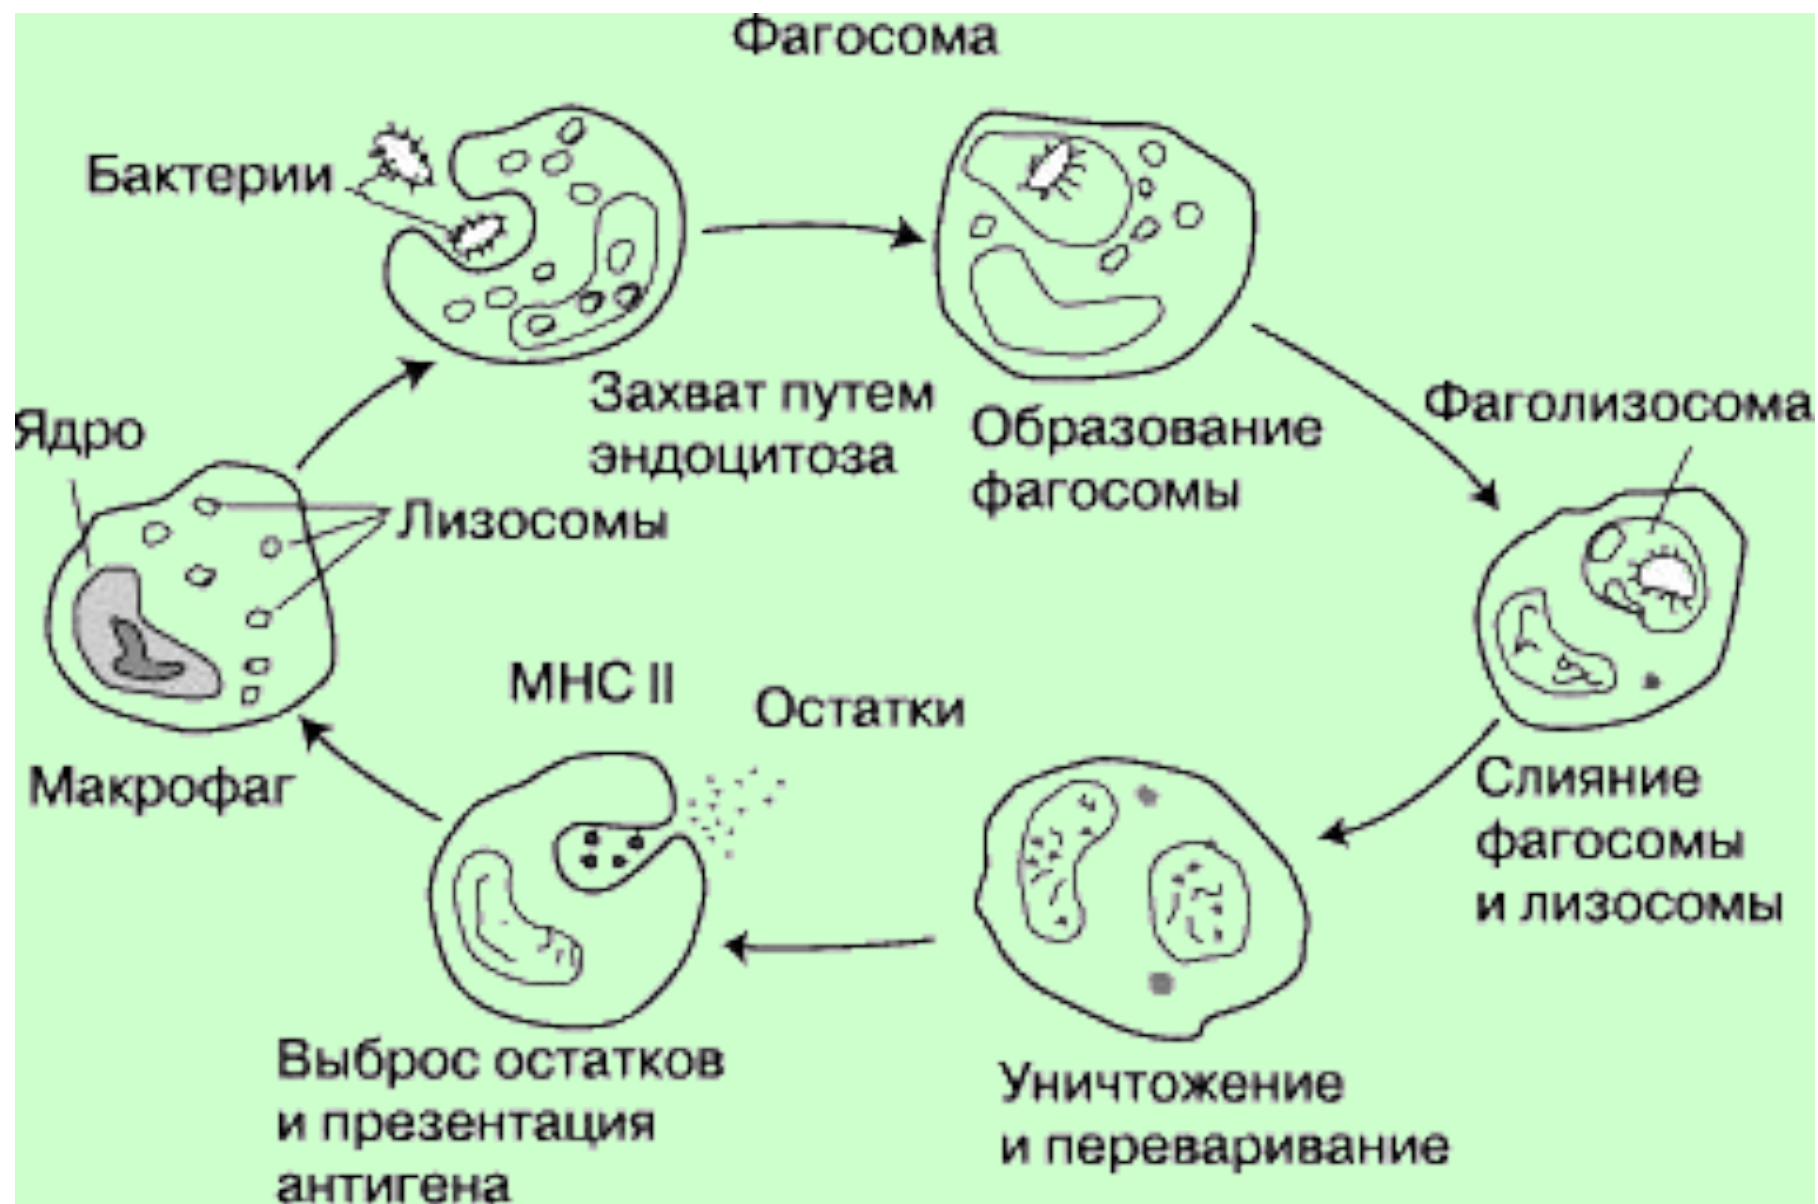 Фагосома
Бактерии
Захват путем
эндоцитоза
Образование
фагосомы
Фаголизосома
Ядро
Лизосомы
МНС II
Остатки
Макрофаг
Слияние
фагосомы
и лизосомы
Выброс остатков
и презентация
антигена
Уничтожение
и переваривание